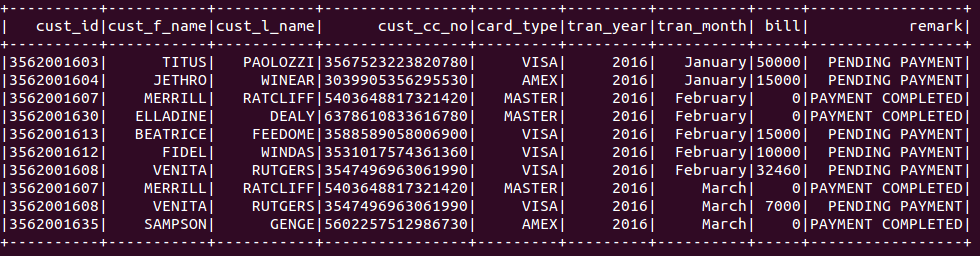 +----------+-----------+-----------+----------------+---------+---------+----------+-----+-----------------+
|   cust_id|cust_f_name|cust_l_name|      cust_cc_no|card_type|tran_year|tran_month| bill|           remark|
+----------+-----------+-----------+----------------+---------+---------+----------+-----+-----------------+
|3562001603|      TITUS|   PAOLOZZI|3567523223820780|     VISA|     2016|   January|50000|  PENDING PAYMENT|
|3562001604|     JETHRO|     WINEAR|3039905356295530|     AMEX|     2016|   January|15000|  PENDING PAYMENT|
|3562001607|    MERRILL|   RATCLIFF|5403648817321420|   MASTER|     2016|  February|    0|PAYMENT COMPLETED|
|3562001630|   ELLADINE|      DEALY|6378610833616780|   MASTER|     2016|  February|    0|PAYMENT COMPLETED|
|3562001613|   BEATRICE|    FEEDOME|3588589058006900|     VISA|     2016|  February|15000|  PENDING PAYMENT|
|3562001612|      FIDEL|     WINDAS|3531017574361360|     VISA|     2016|  February|10000|  PENDING PAYMENT|
|3562001608|     VENITA|    RUTGERS|3547496963061990|     VISA|     2016|  February|32460|  PENDING PAYMENT|
|3562001607|    MERRILL|   RATCLIFF|5403648817321420|   MASTER|     2016|     March|    0|PAYMENT COMPLETED|
|3562001608|     VENITA|    RUTGERS|3547496963061990|     VISA|     2016|     March| 7000|  PENDING PAYMENT|
|3562001635|    SAMPSON|      GENGE|5602257512986730|     AMEX|     2016|     March|    0|PAYMENT COMPLETED|
+----------+-----------+-----------+----------------+---------+---------+----------+-----+-----------------+